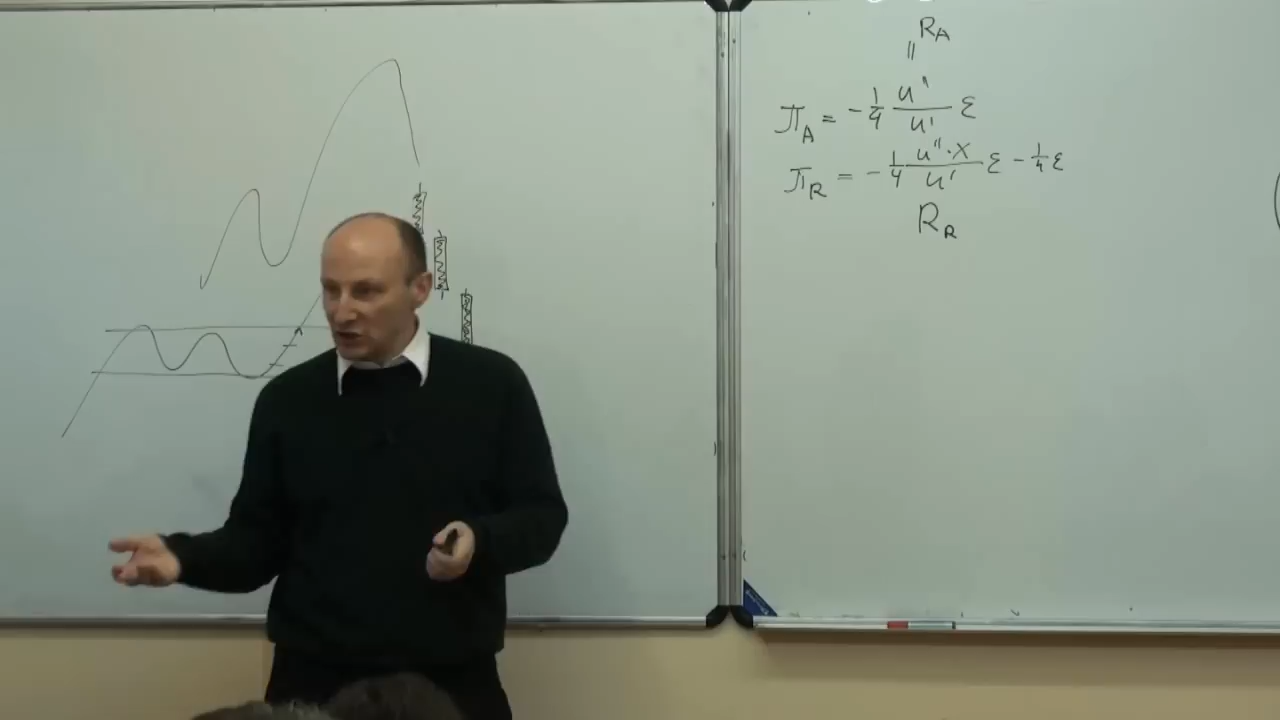 R_A
||
π_A = -1/4 u''/u' ε
π_R = -1/4 u''·x/u' ε - 1/4 ε
R_R